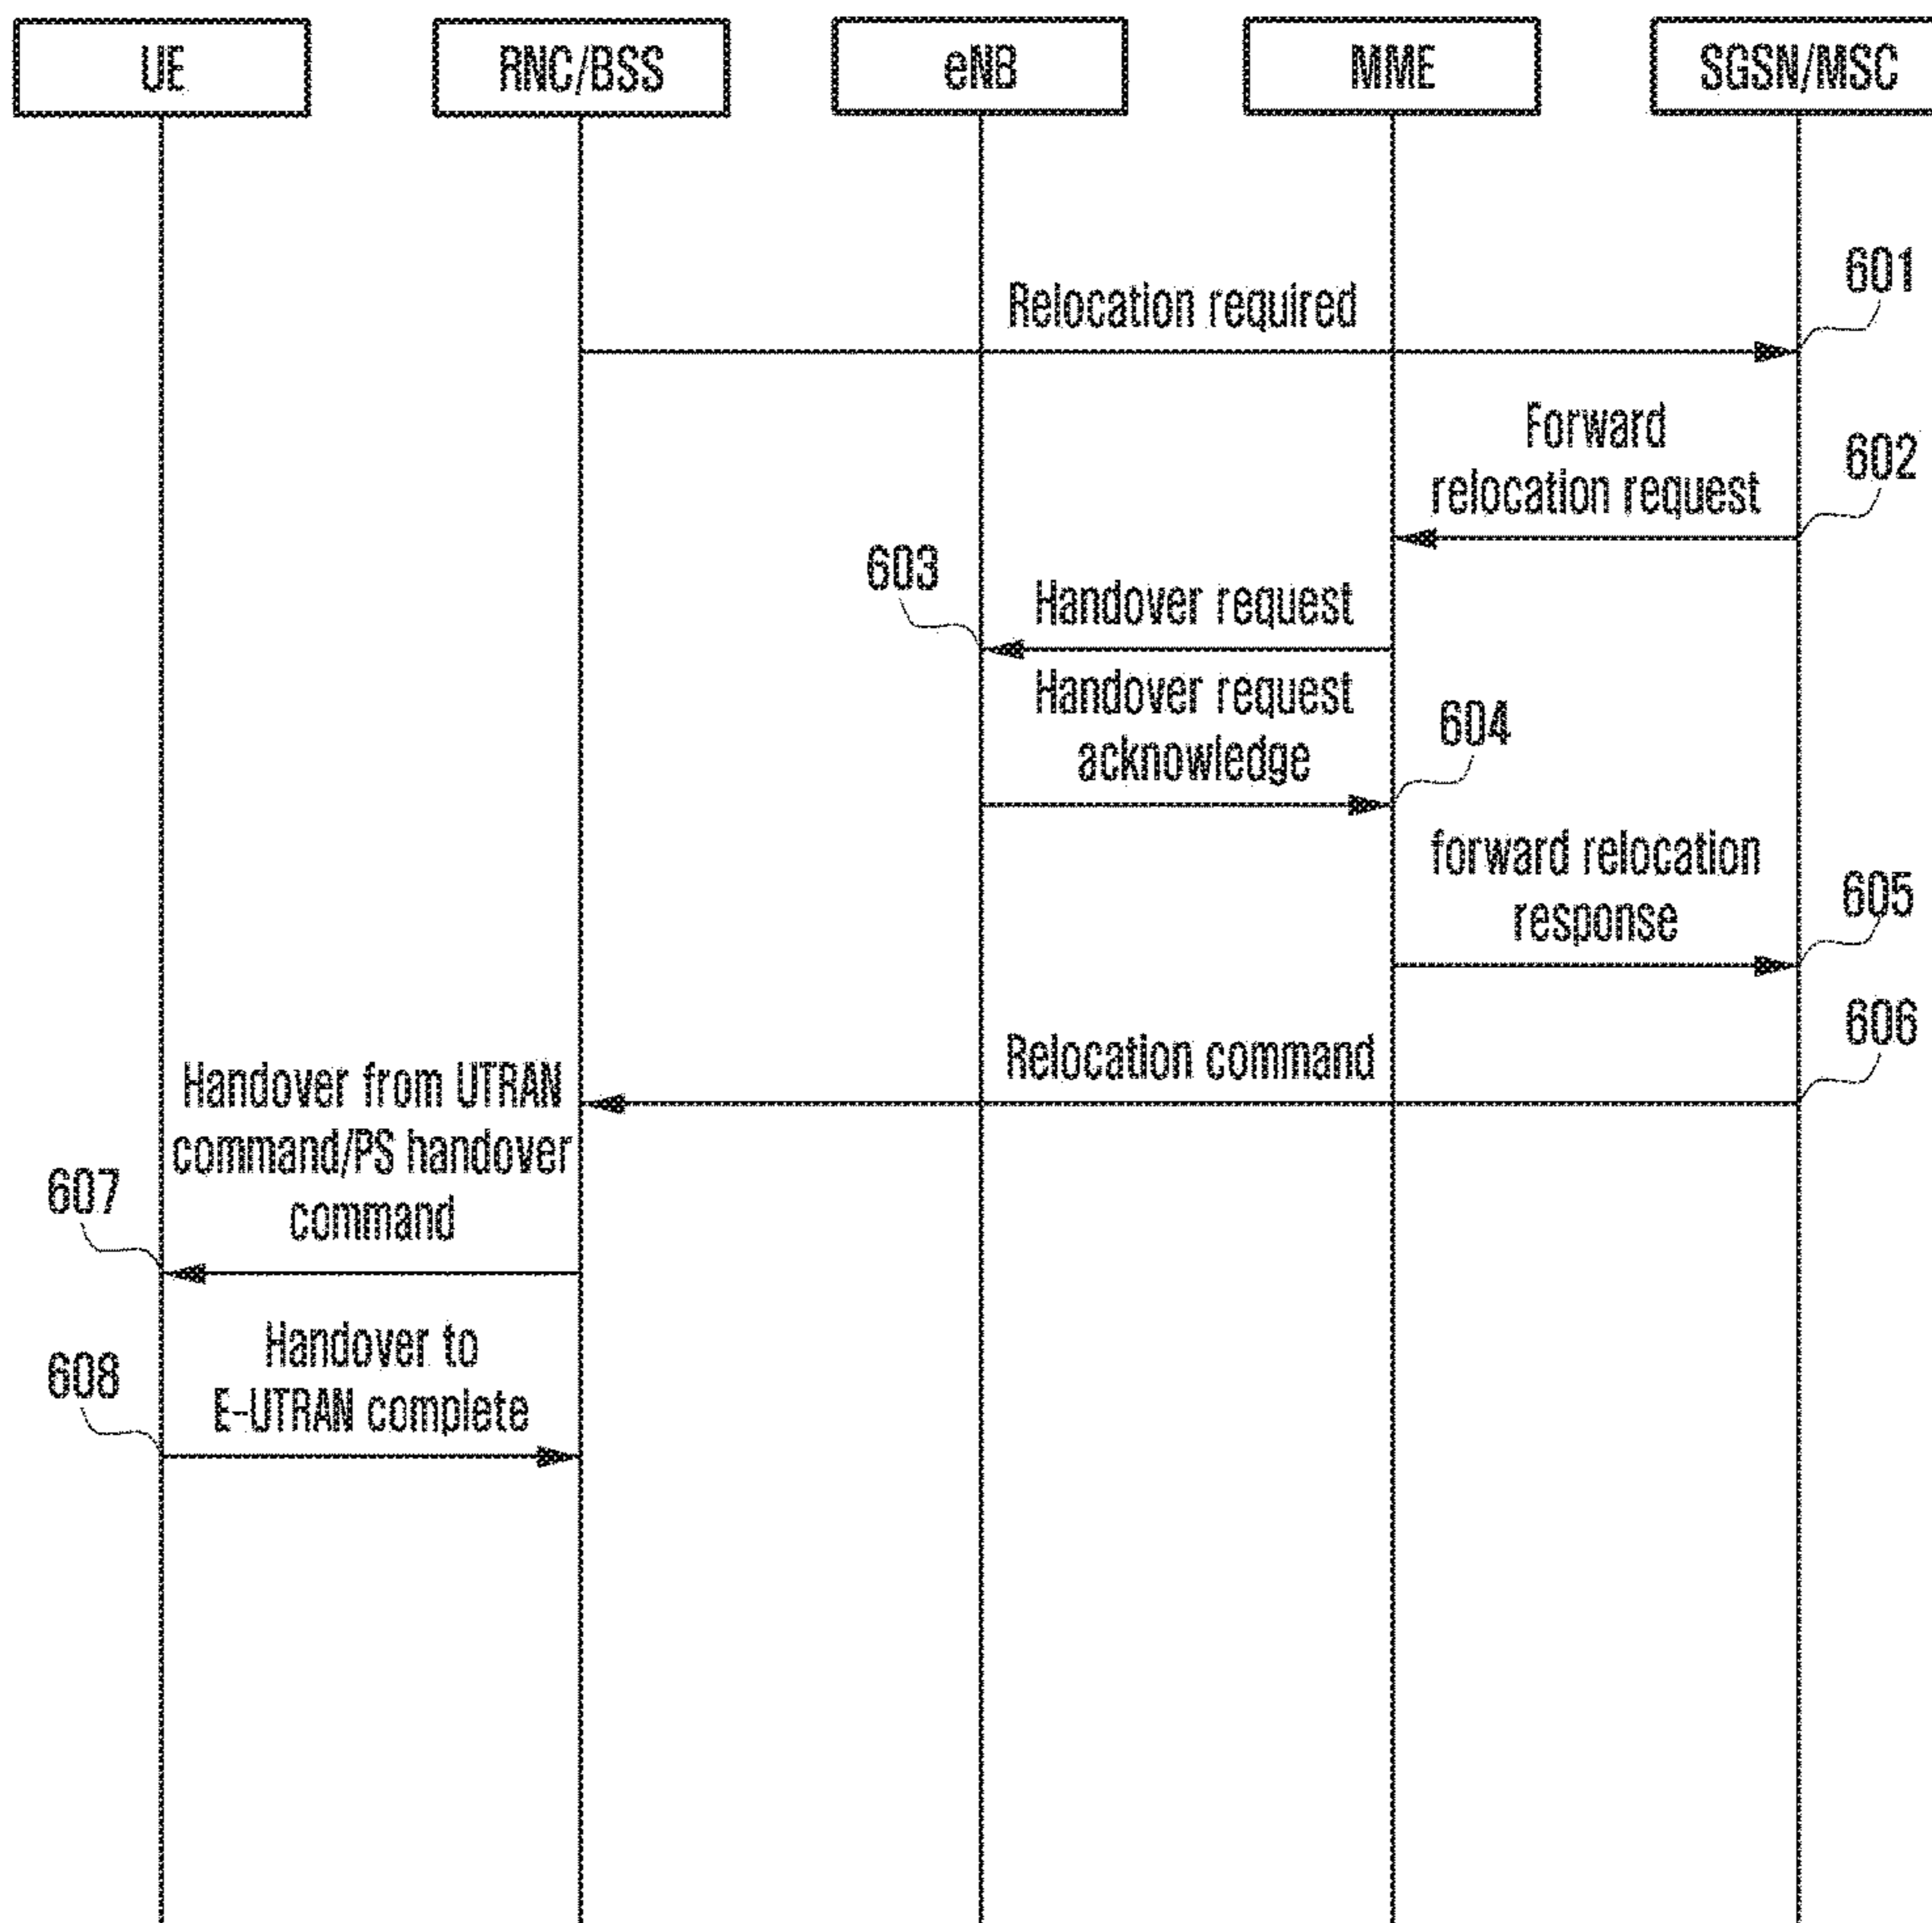 UE
RNC/BSS
eNB
MME
SGSN/MSC
601
Relocation required
Forward
relocation request
602
603
Handover request
Handover request
acknowledge
604
forward relocation
response
605
606
Relocation command
Handover from UTRAN
command/PS handover
command
607
Handover to
E-UTRAN complete
608